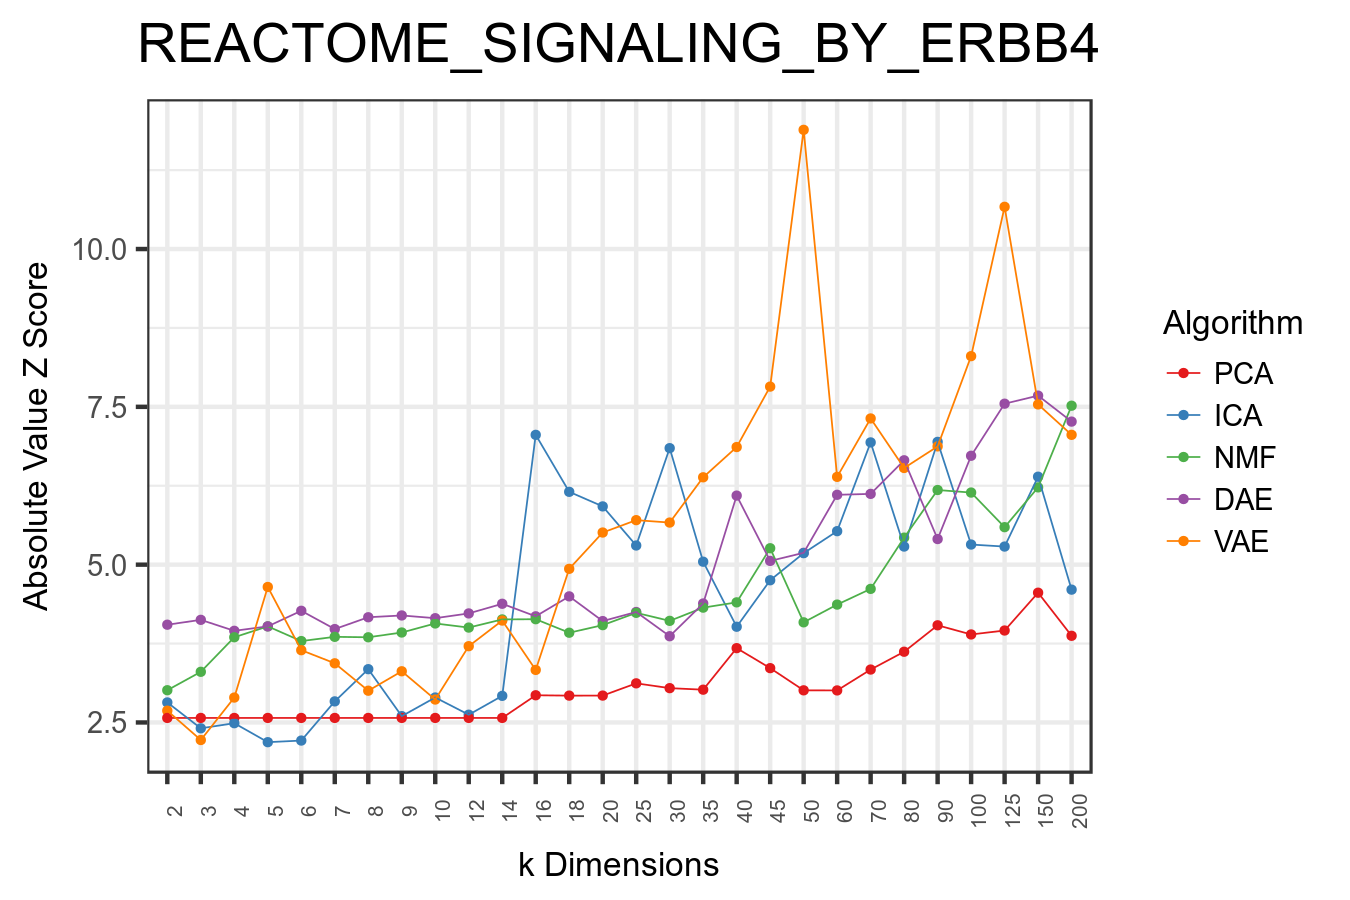 REACTOME_SIGNALING_BY_ERBB4
Absolute Value Z Score
10.0
7.5
5.0
2.5
2 3 4 5 6 7 8 9 10 12 14 16 18 20 25 30 35 40 45 50 60 70 80 90 100 125 150 200
k Dimensions
Algorithm
PCA
ICA
NMF
DAE
VAE